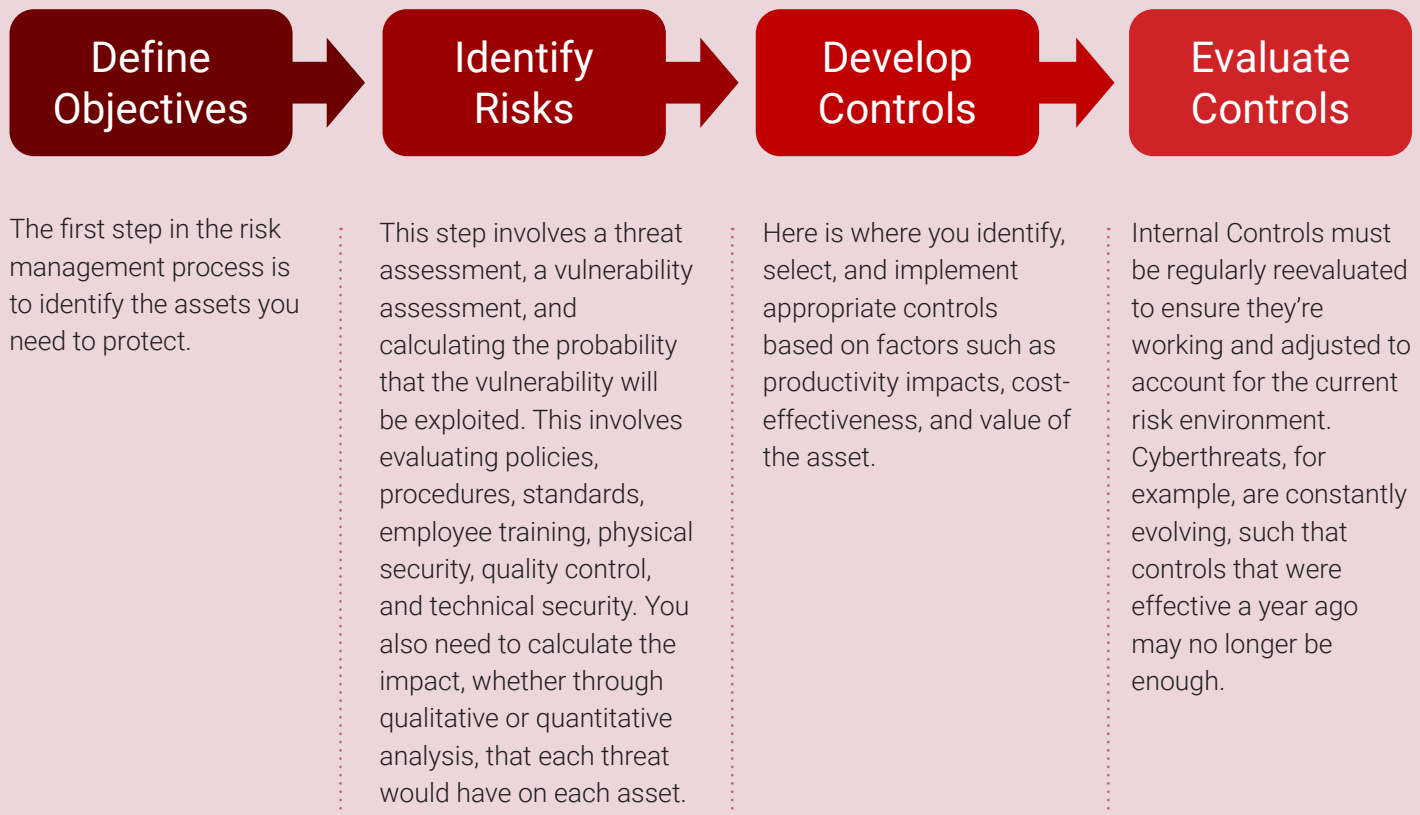 Define
Objectives
Identify
Risks
Develop
Controls
Evaluate
Controls
The first step in the risk
management process is
to identify the assets you
need to protect.
This step involves a threat
assessment, a vulnerability
assessment, and
calculating the probability
that the vulnerability will
be exploited. This involves
evaluating policies,
procedures, standards,
employee training, physical
security, quality control,
and technical security. You
also need to calculate the
impact, whether through
qualitative or quantitative
analysis, that each threat
would have on each asset.
Here is where you identify,
select, and implement
appropriate controls
based on factors such as
productivity impacts, cost-
effectiveness, and value of
the asset.
Internal Controls must
be regularly reevaluated
to ensure they’re
working and adjusted to
account for the current
risk environment.
Cyberthreats, for
example, are constantly
evolving, such that
controls that were
effective a year ago
may no longer be
enough.